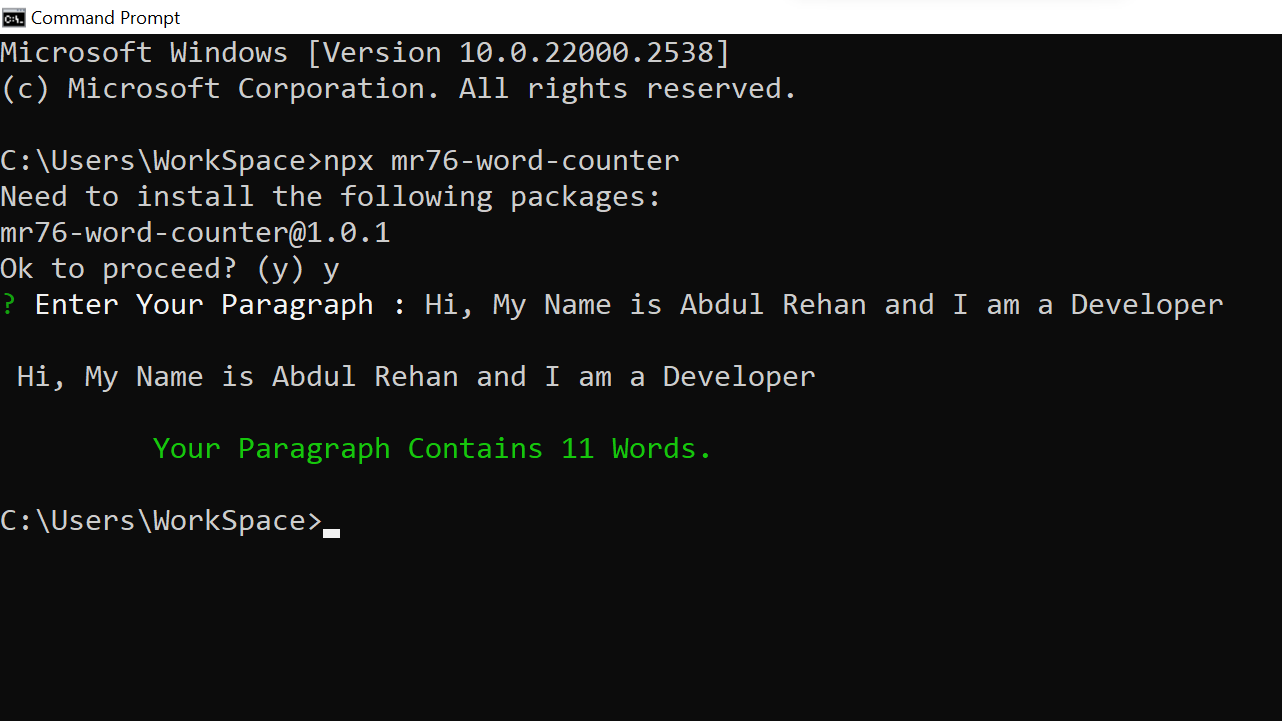 Command Prompt
Microsoft Windows [Version 10.0.22000.2538]
(c) Microsoft Corporation. All rights reserved.
C:\Users\WorkSpace>npx mr76-word-counter
Need to install the following packages:
mr76-word-counter@1.0.1
Ok to proceed? (y) y
? Enter Your Paragraph : Hi, My Name is Abdul Rehan and I am a Developer
Hi, My Name is Abdul Rehan and I am a Developer
Your Paragraph Contains 11 Words.
C:\Users\WorkSpace>